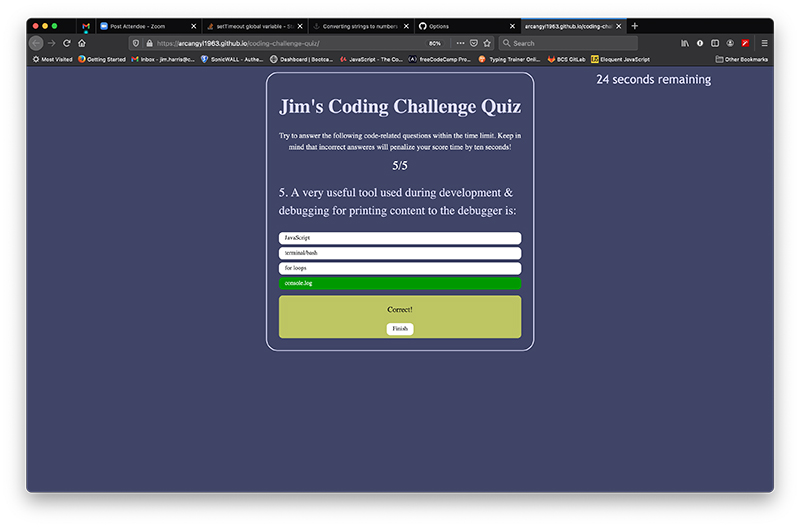 Post Attendee - Zoom
setTimeout global variable - St
Converting strings to numbers
Options
arcangyl1963.github.io/coding-chall
https://arcangyl1963.github.io/coding-challenge-quiz/
80%
Search
Most Visited
Getting Started
Inbox - jim.harris@c...
SonicWALL - Authe...
Dashboard | Bootca...
JavaScript - The Co...
freeCodeCamp Pro...
Typing Trainer Onl...
BCS GitLab
Eloquent JavaScript
Other Bookmarks
24 seconds remaining
Jim's Coding Challenge Quiz
Try to answer the following code-related questions within the time limit. Keep in
mind that incorrect answeres will penalize your score time by ten seconds!
5/5
5. A very useful tool used during development &
debugging for printing content to the debugger is:
JavaScript
terminal/bash
for loops
console.log
Correct!
Finish